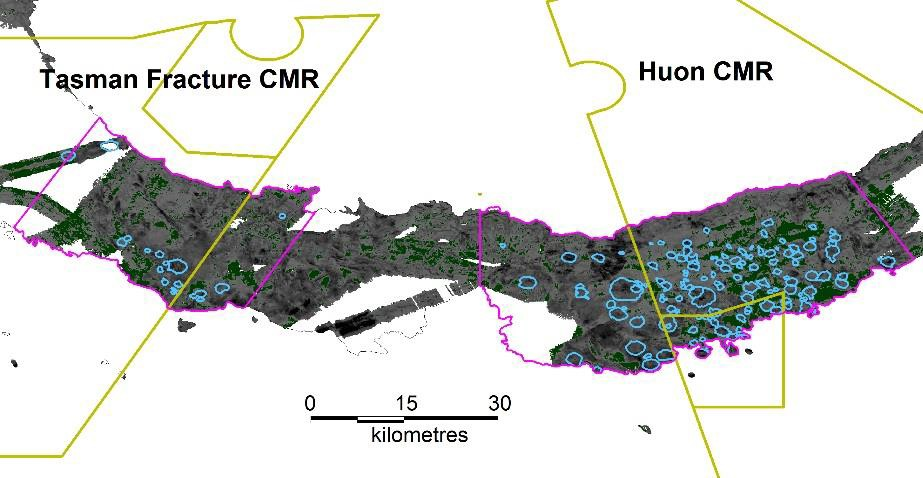 Tasman Fracture CMR
Huon CMR
0 15 30
kilometres